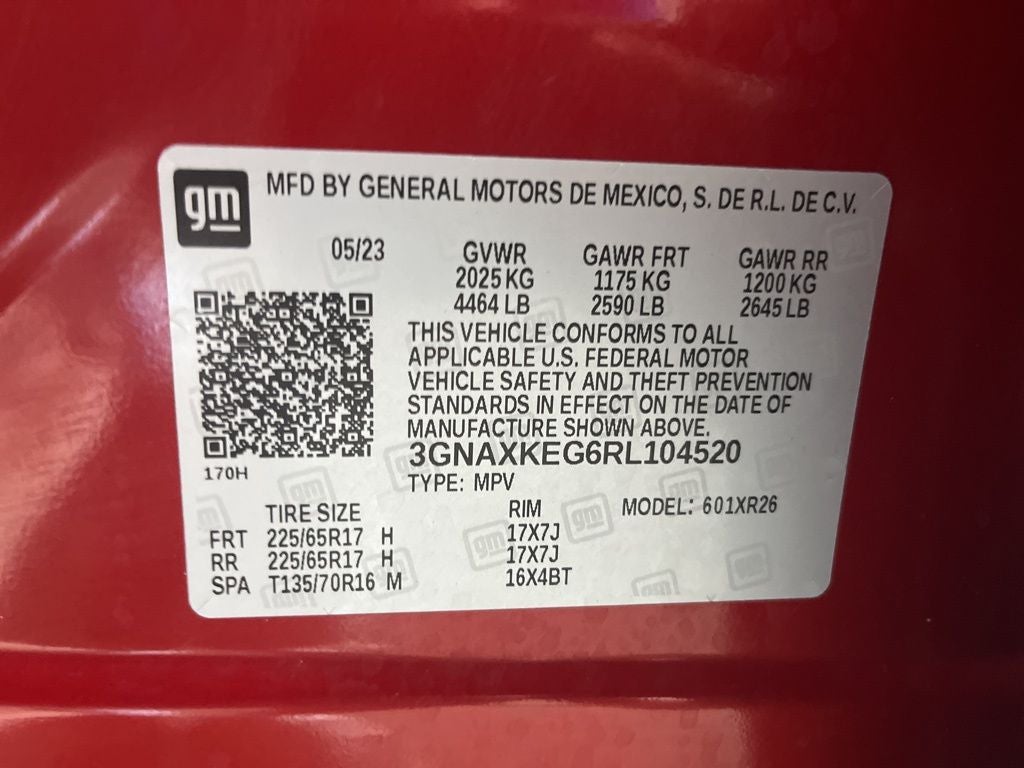 gm MFD BY GENERAL MOTORS DE MEXICO, S. DE R.L. DE C.V.
05/23 GVWR GAWR FRT GAWR RR
2025 KG 1175 KG 1200 KG
4464 LB 2590 LB 2645 LB
THIS VEHICLE CONFORMS TO ALL
APPLICABLE U.S. FEDERAL MOTOR
VEHICLE SAFETY AND THEFT PREVENTION
STANDARDS IN EFFECT ON THE DATE OF
MANUFACTURE SHOWN ABOVE.
3GNAXKEG6RL104520
170H
TYPE: MPV
TIRE SIZE RIM MODEL: 601XR26
FRT 225/65R17 H 17X7J
RR 225/65R17 H 17X7J
SPA T135/70R16 M 16X4BT